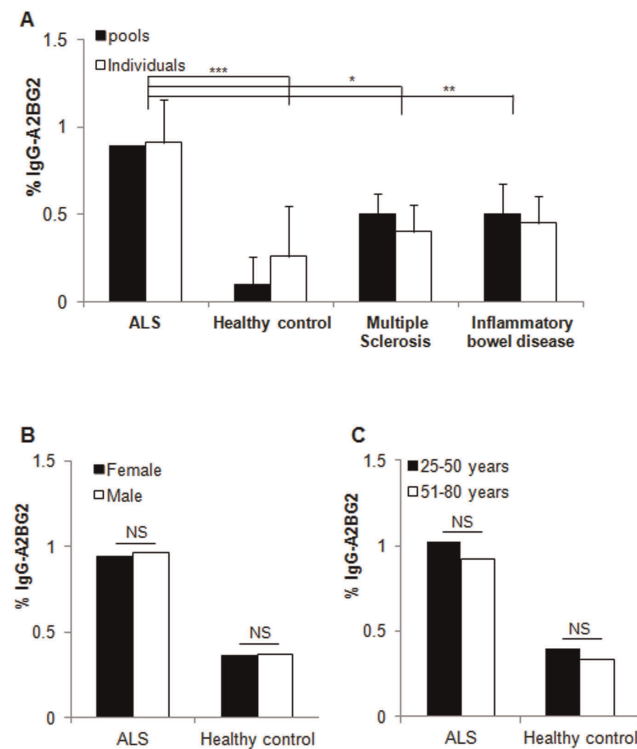 A
pools
Individuals
***
*
**
% IgG-A2BG2
1.5
1
0.5
0
ALS
Healthy control
Multiple
Sclerosis
Inflammatory
bowel disease
B
Female
Male
% IgG-A2BG2
1.5
1
0.5
0
NS
NS
ALS
Healthy control
C
25-50 years
51-80 years
% IgG-A2BG2
1.5
1
0.5
0
NS
NS
ALS
Healthy control